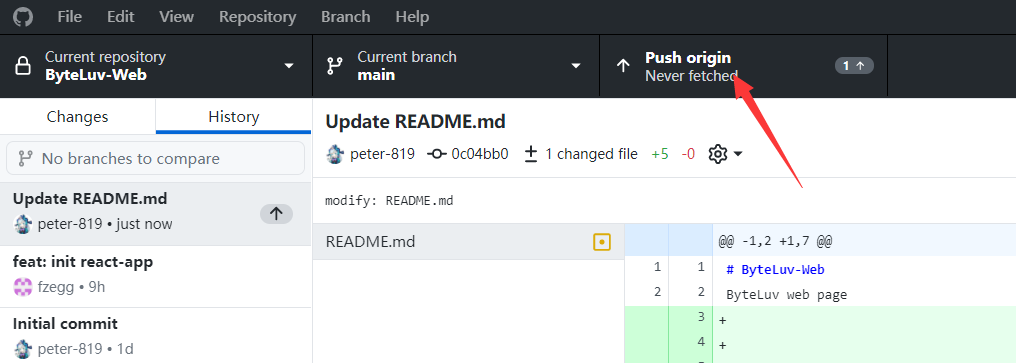 File Edit View Repository Branch Help
Current repository
ByteLuv-Web
Current branch
main
Push origin
Never fetched
1
Changes History
No branches to compare
Update README.md
peter-819 • just now
feat: init react-app
fzegg • 9h
Initial commit
peter-819 • 1d
Update README.md
peter-819 0c04bb0 1 changed file +5 -0
modify: README.md
README.md
@@ -1,2 +1,7 @@
1 1 # ByteLuv-Web
2 2 ByteLuv web page
3 +
4 +